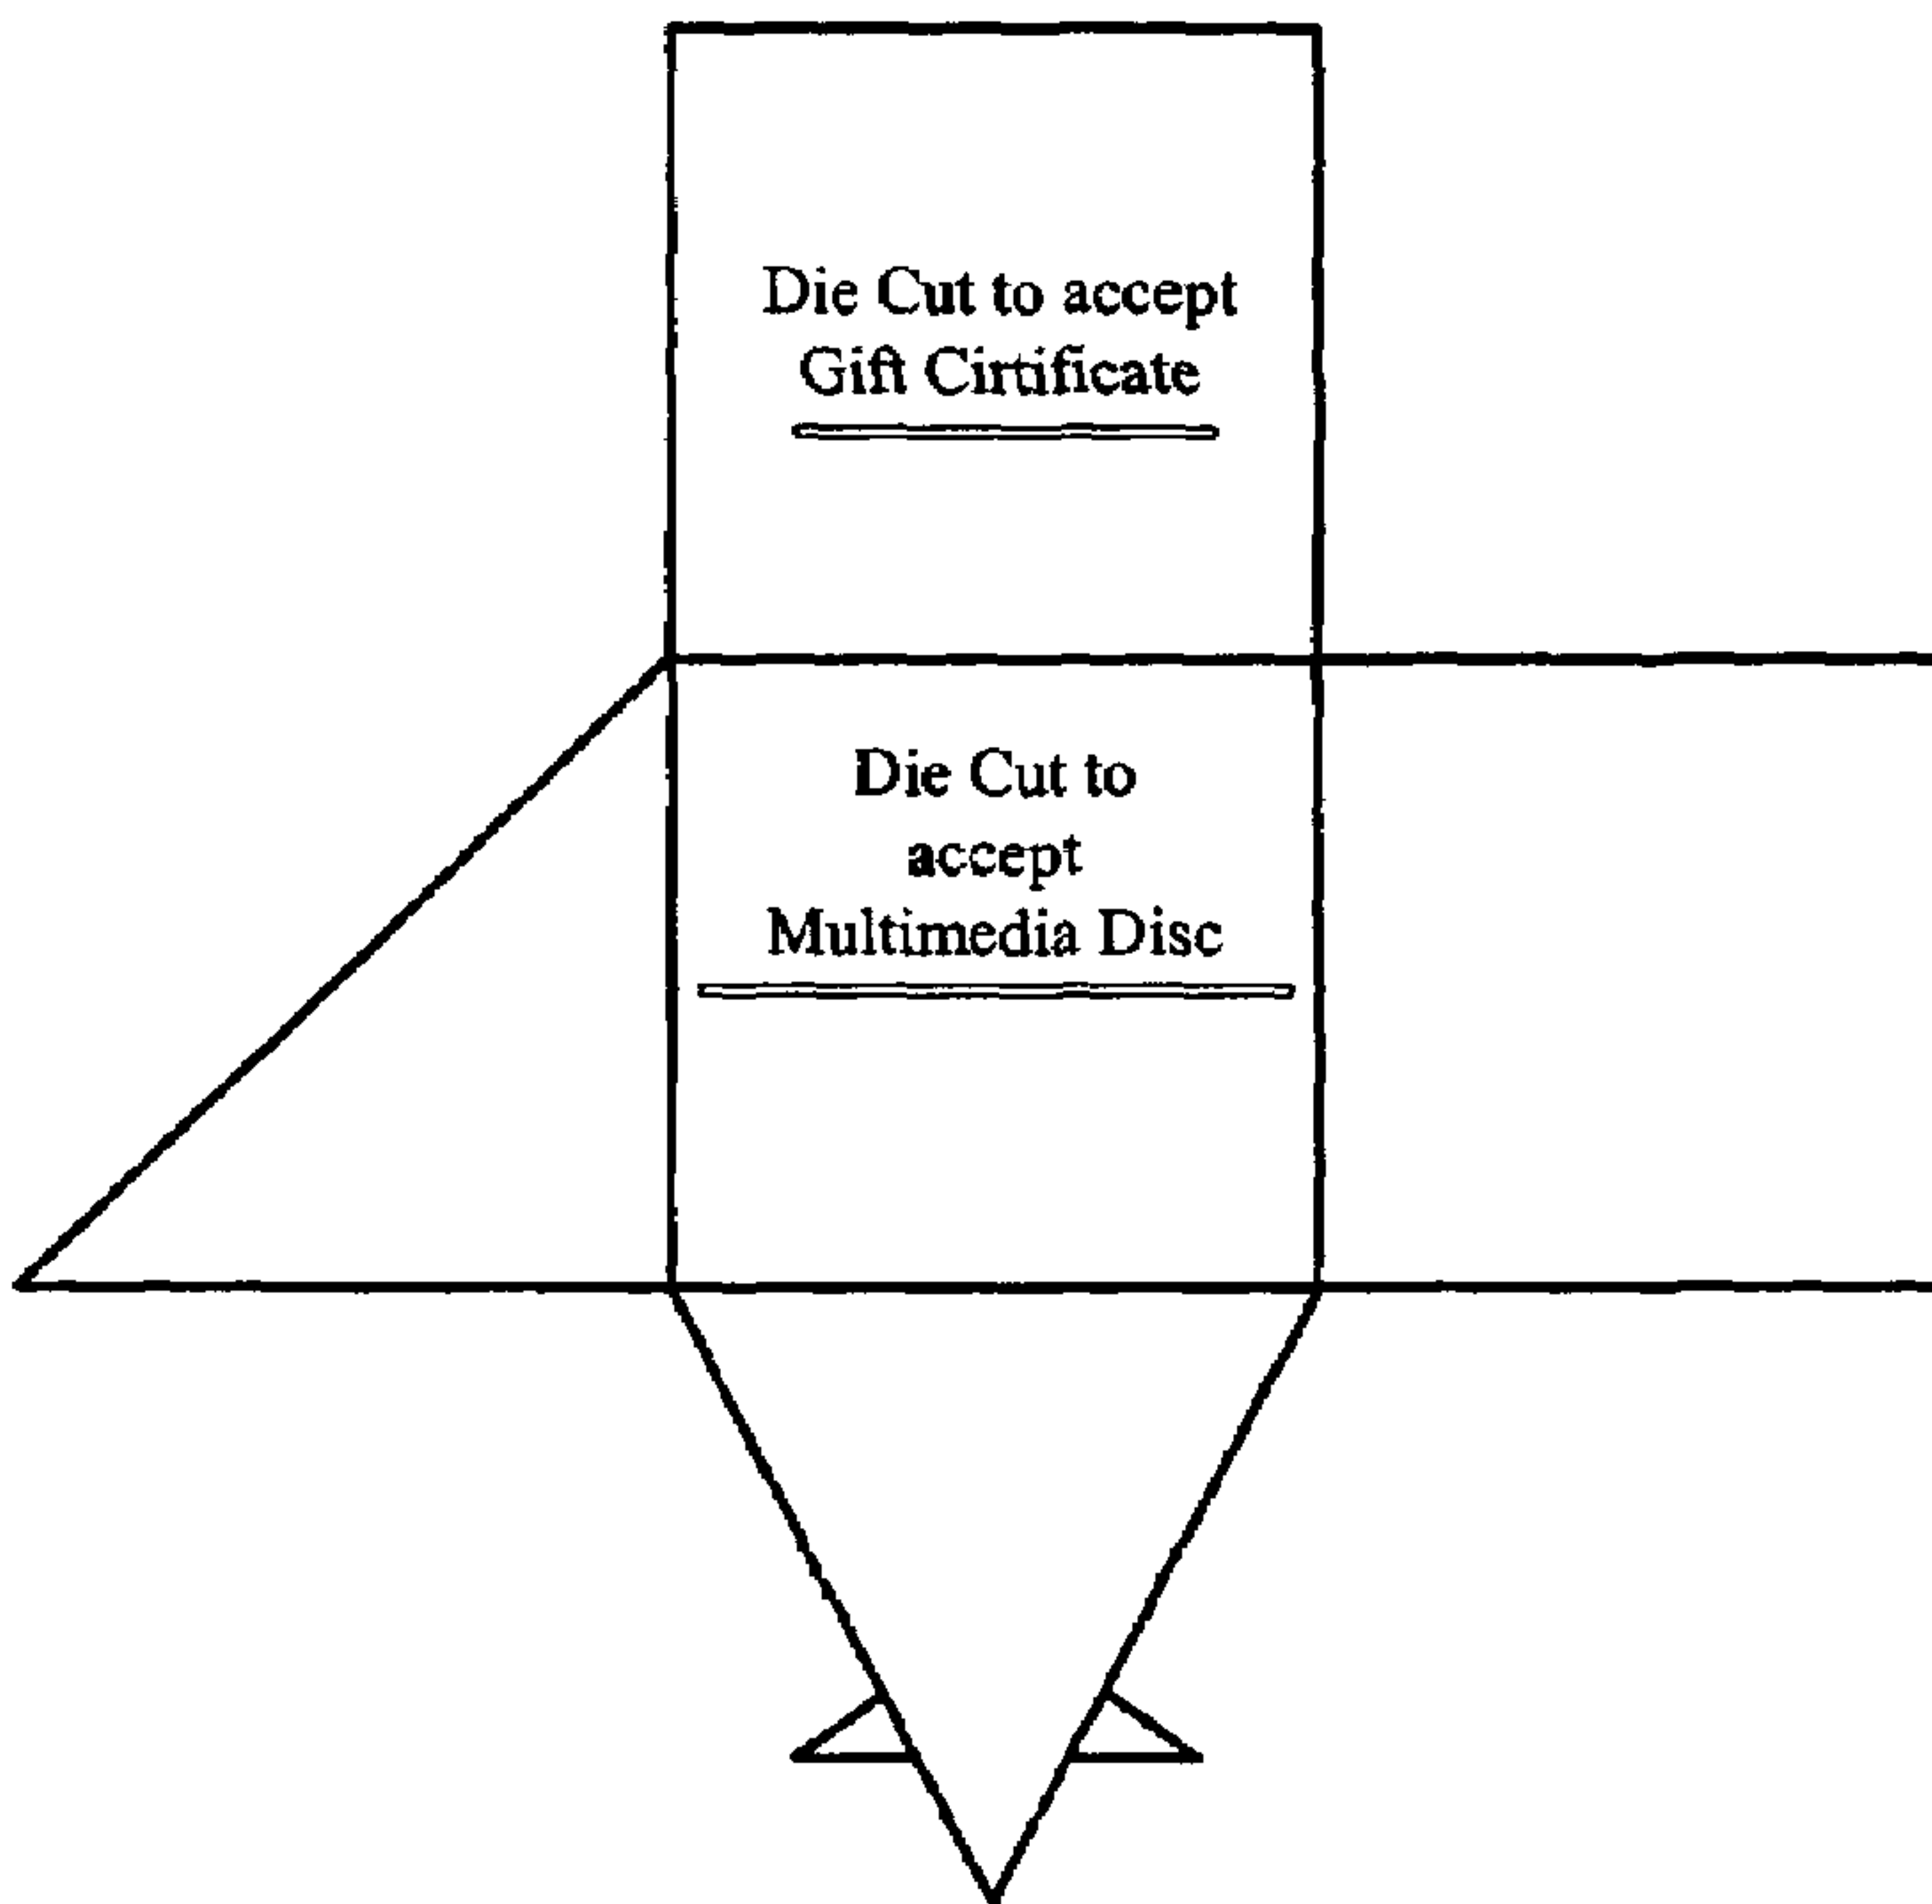 Die Cut to accept
Gift Cirtificate
Die Cut to
accept
Multimedia Disc